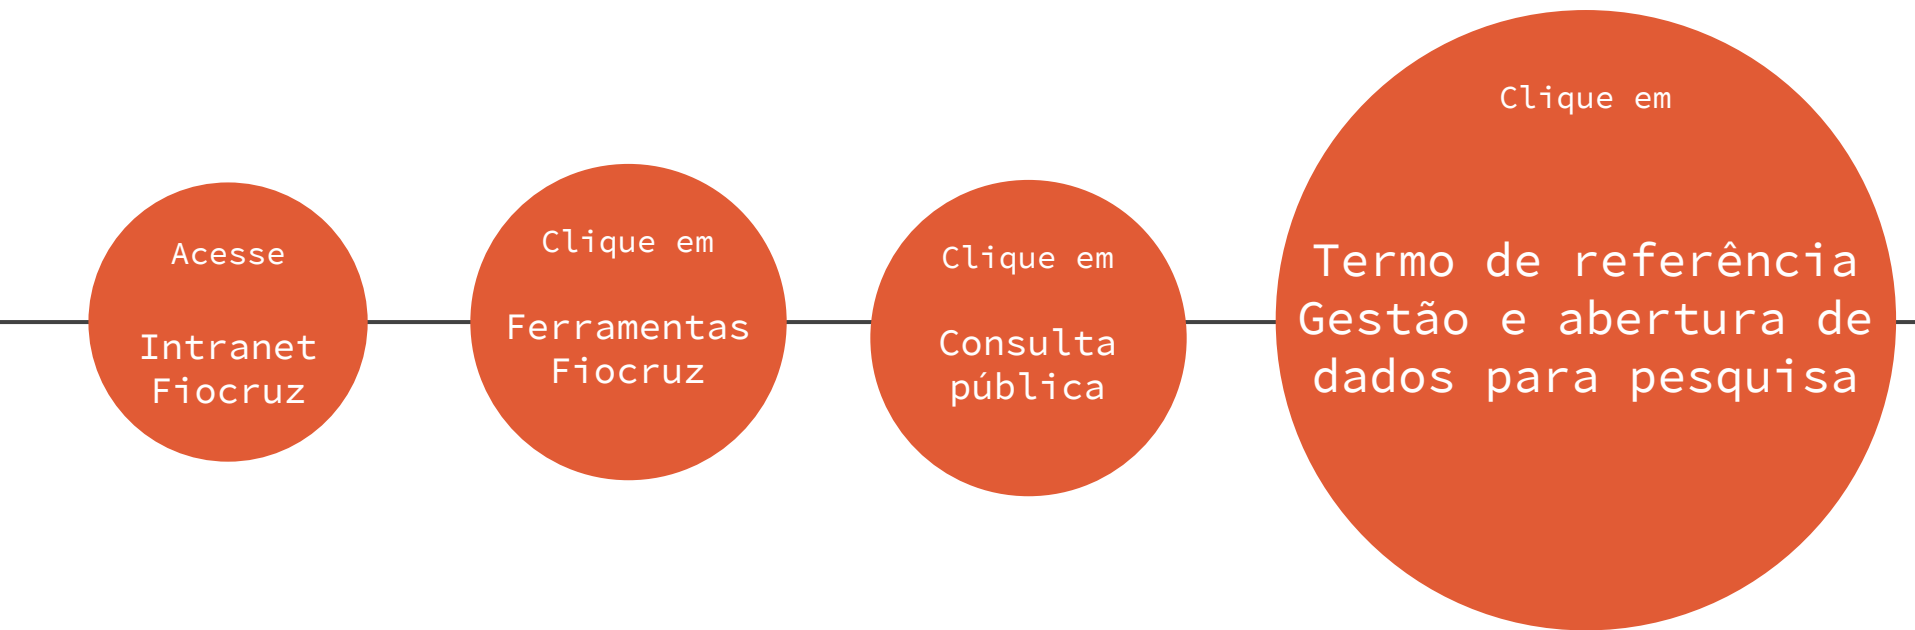 Acesse
Intranet
Fiocruz
Clique em
Ferramentas
Fiocruz
Clique em
Consulta
pública
Clique em
Termo de referência
Gestão e abertura de
dados para pesquisa